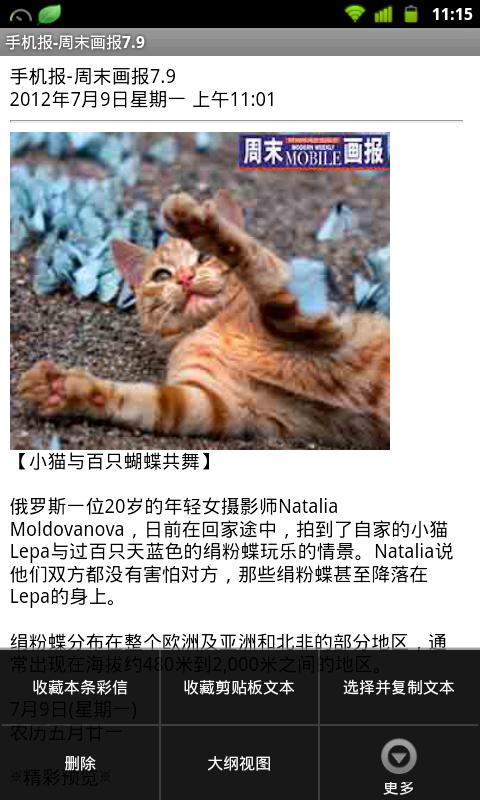 11:15
手机报-周末画报7.9
手机报-周末画报7.9
2012年7月9日星期一 上午11:01
周末 MODERN WEEKLY MOBILE 画报
【小猫与百只蝴蝶共舞】
俄罗斯一位20岁的年轻女摄影师Natalia
Moldovanova，日前在回家途中，拍到了自家的小猫
Lepa与过百只天蓝色的绢粉蝶玩乐的情景。Natalia说
他们双方都没有害怕对方，那些绢粉蝶甚至降落在
Lepa的身上。
绢粉蝶分布在整个欧洲及亚洲和北非的部分地区，通
常出现在海拔约480米到2,000米之间的地区。
收藏本条彩信 收藏剪贴板文本 选择并复制文本
7月9日(星期一)
农历五月廿一
删除 大纲视图 更多
※精彩预览※